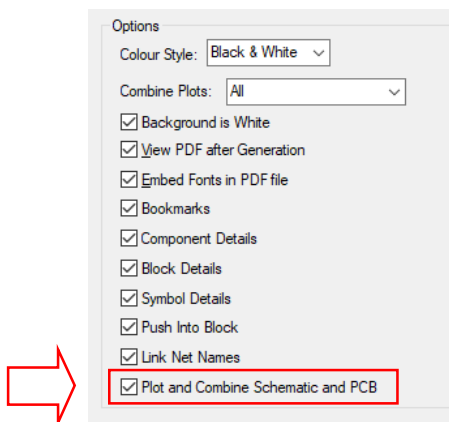 Options
Colour Style: Black & White
Combine Plots: All
Background is White
View PDF after Generation
Embed Fonts in PDF file
Bookmarks
Component Details
Block Details
Symbol Details
Push Into Block
Link Net Names
Plot and Combine Schematic and PCB